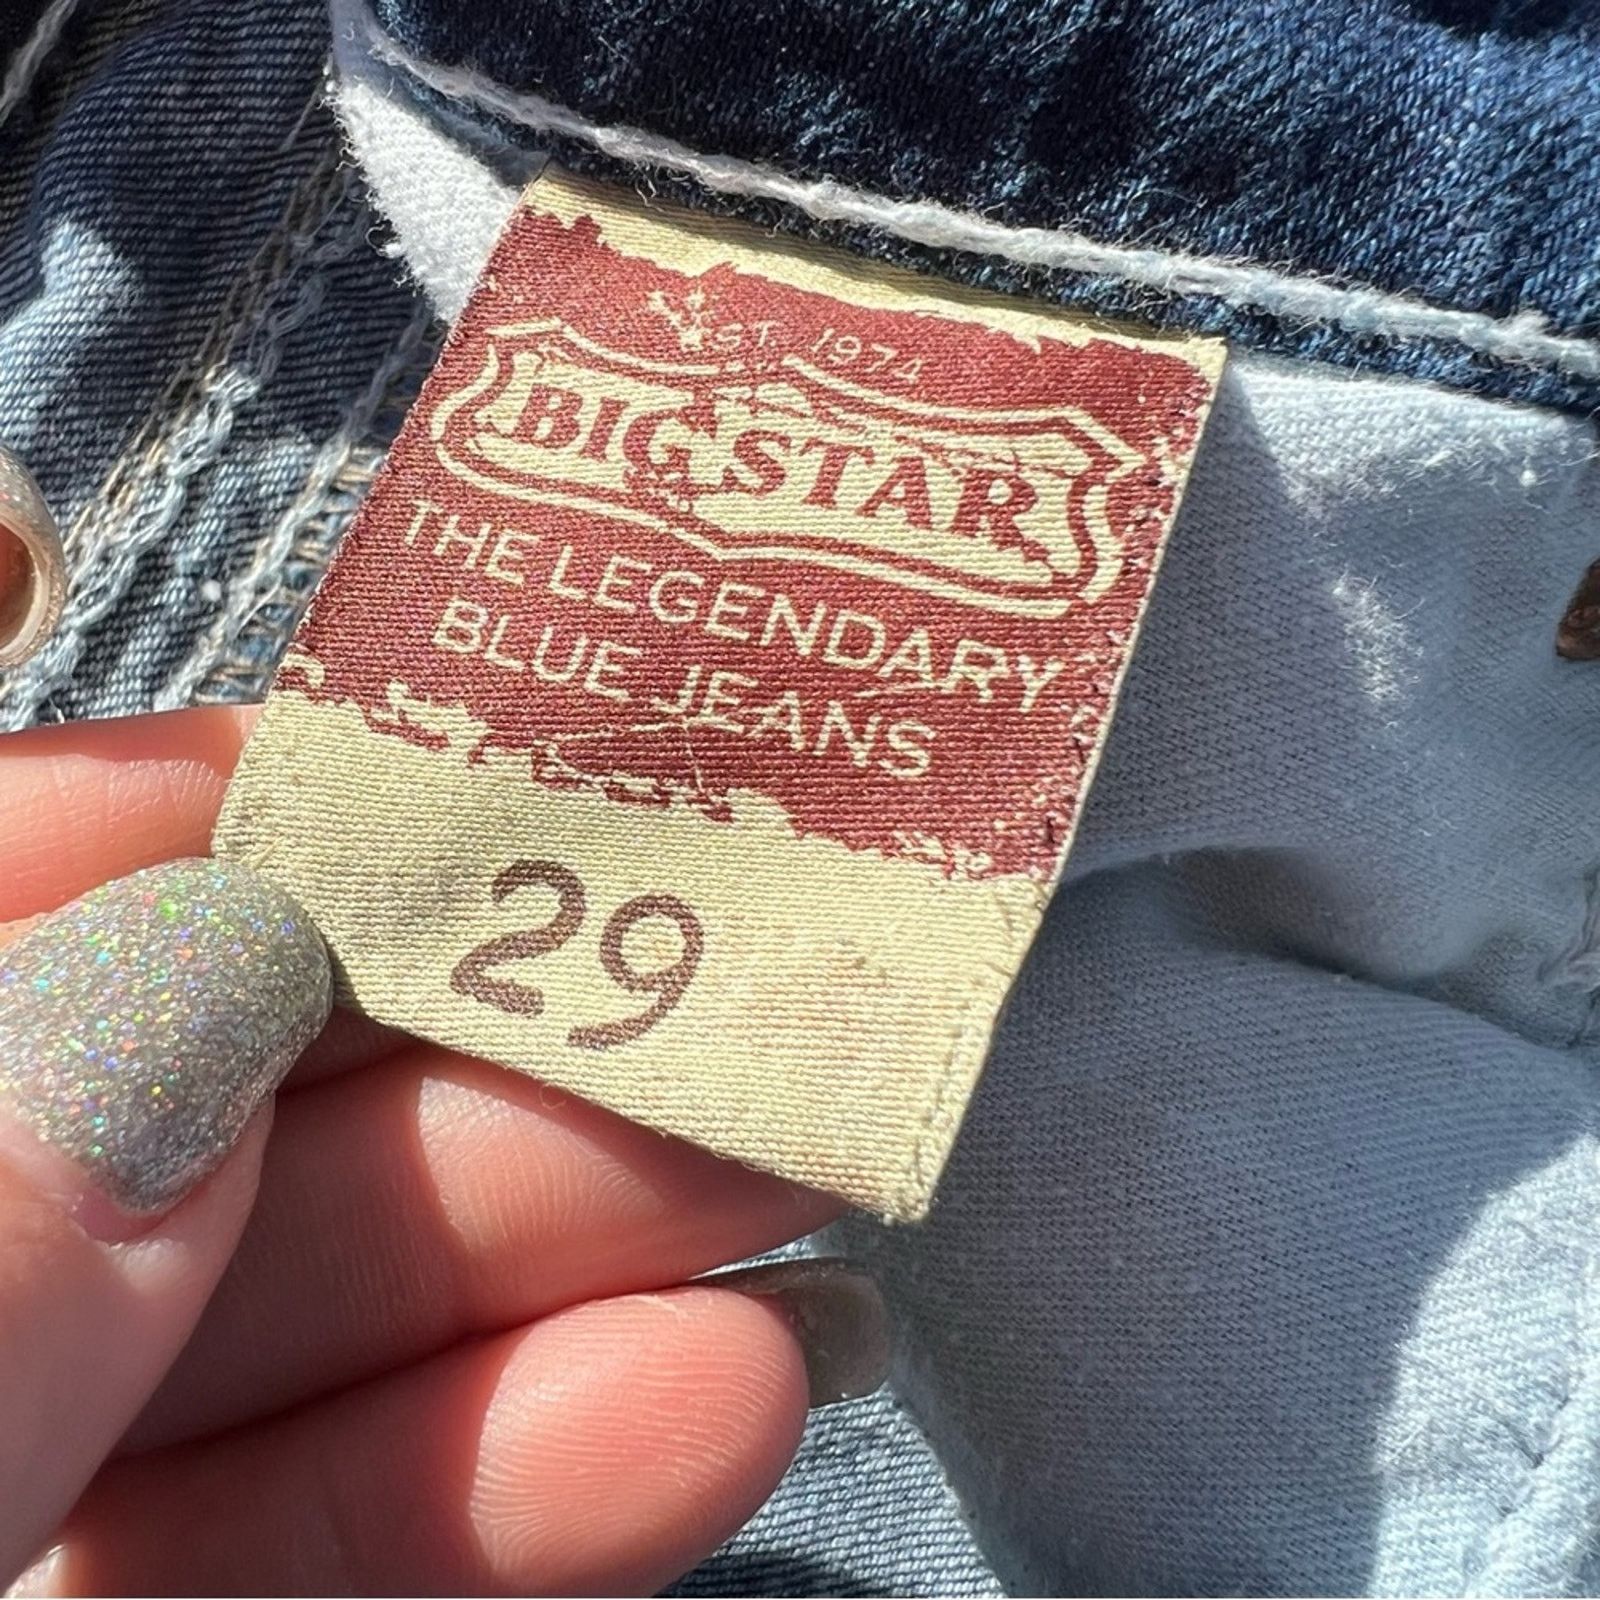 EST. 1974
BIG STAR
THE LEGENDARY
BLUE JEANS
29